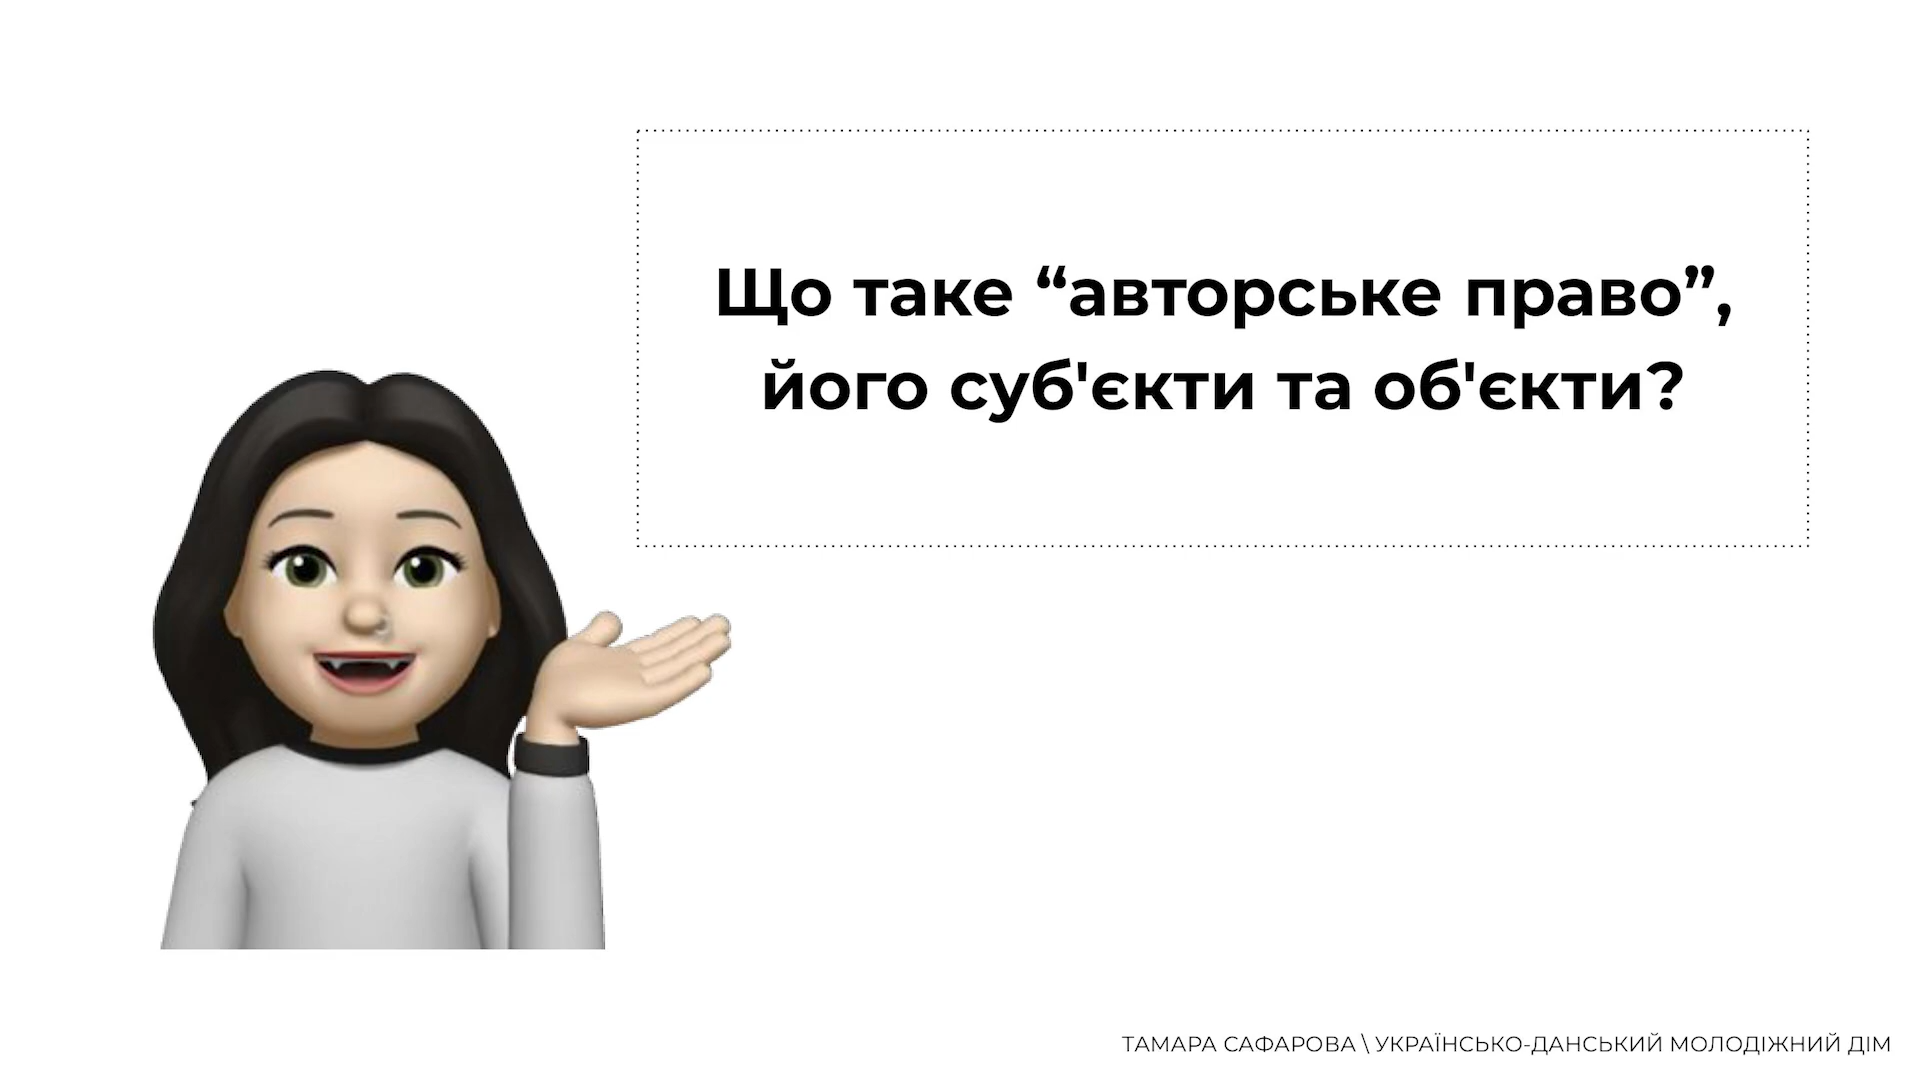 Що таке “авторське право”,
його суб'єкти та об'єкти?
ТАМАРА САФАРОВА \ УКРАЇНСЬКО-ДАНСЬКИЙ МОЛОДІЖНИЙ ДІМ